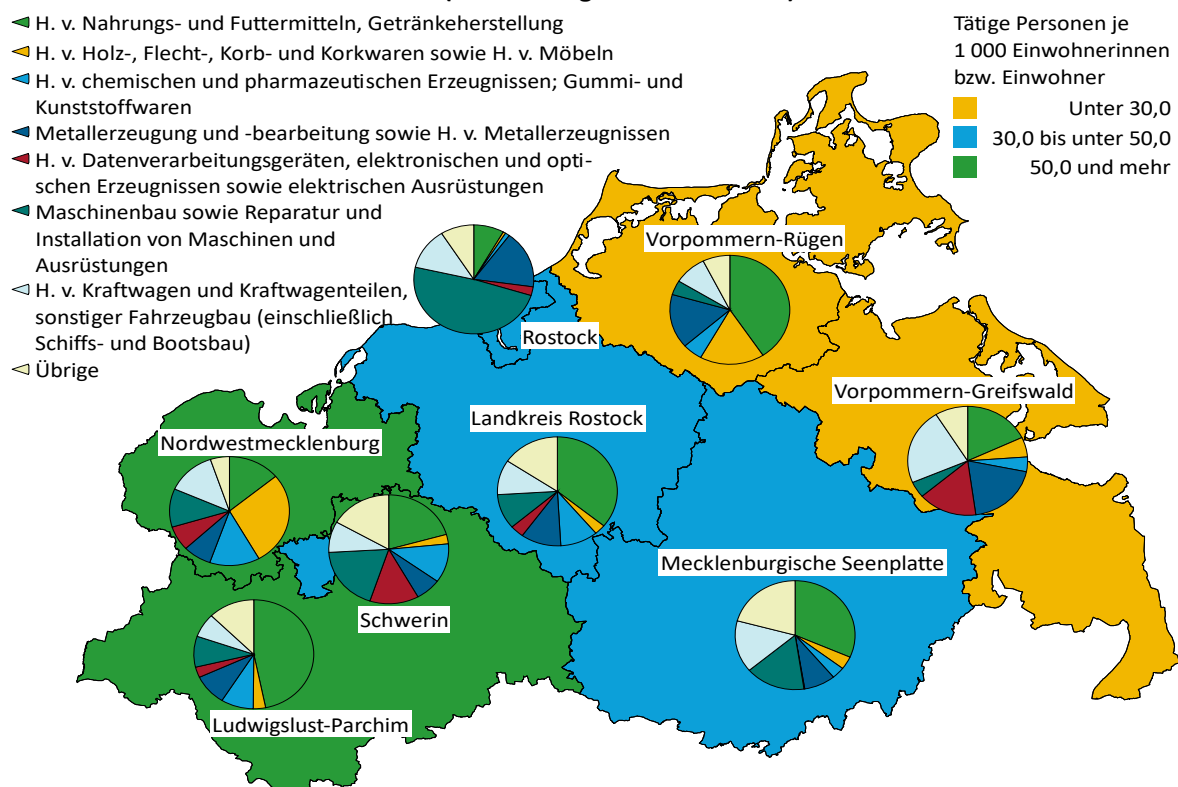 H. v. Nahrungs- und Futtermitteln, Getränkeherstellung
H. v. Holz-, Flecht-, Korb- und Korkwaren sowie H. v. Möbeln
H. v. chemischen und pharmazeutischen Erzeugnissen; Gummi- und
Kunststoffwaren
Metallerzeugung und -bearbeitung sowie H. v. Metallerzeugnissen
H. v. Datenverarbeitungsgeräten, elektronischen und opti-
schen Erzeugnissen sowie elektrischen Ausrüstungen
Maschinenbau sowie Reparatur und
Installation von Maschinen und
Ausrüstungen
H. v. Kraftwagen und Kraftwagenteilen,
sonstiger Fahrzeugbau (einschließlich
Schiffs- und Bootsbau)
Übrige
Tätige Personen je
1 000 Einwohnerinnen
bzw. Einwohner
Unter 30,0
30,0 bis unter 50,0
50,0 und mehr
Vorpommern-Rügen
Rostock
Vorpommern-Greifswald
Landkreis Rostock
Nordwestmecklenburg
Mecklenburgische Seenplatte
Schwerin
Ludwigslust-Parchim